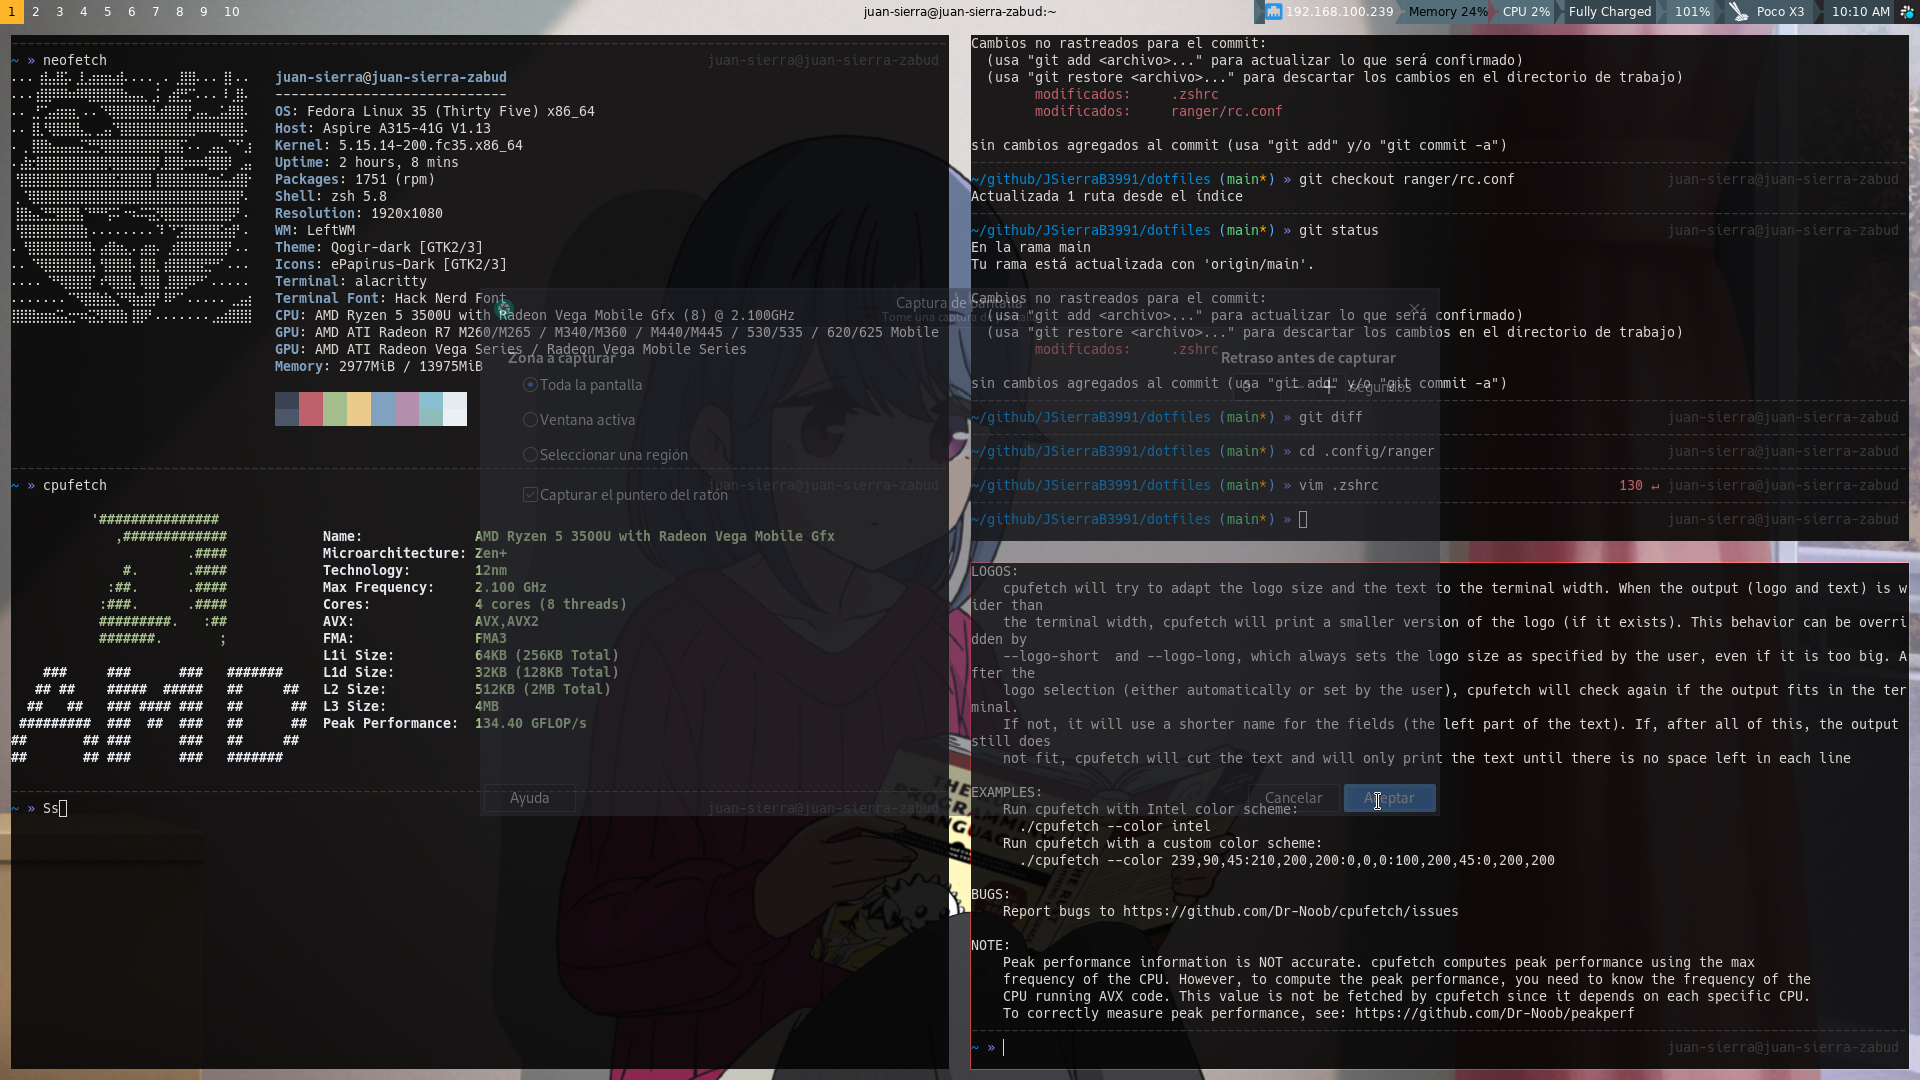 1 2 3 4 5 6 7 8 9 10
juan-sierra@juan-sierra-zabud:~
192.168.100.239 Memory 24% CPU 2% Fully Charged 101% Poco X3 10:10 AM
~ » neofetch juan-sierra@juan-sierra-zabud
juan-sierra@juan-sierra-zabud
-----------------------------
OS: Fedora Linux 35 (Thirty Five) x86_64
Host: Aspire A315-41G V1.13
Kernel: 5.15.14-200.fc35.x86_64
Uptime: 2 hours, 8 mins
Packages: 1751 (rpm)
Shell: zsh 5.8
Resolution: 1920x1080
WM: LeftWM
Theme: Qogir-dark [GTK2/3]
Icons: ePapirus-Dark [GTK2/3]
Terminal: alacritty
Terminal Font: Hack Nerd Font
CPU: AMD Ryzen 5 3500U with Radeon Vega Mobile Gfx (8) @ 2.100GHz
GPU: AMD ATI Radeon R7 M260/M265 / M340/M360 / M440/M445 / 530/535 / 620/625 Mobile
GPU: AMD ATI Radeon Vega Series / Radeon Vega Mobile Series
Memory: 2977MiB / 13975MiB
~ » cpufetch juan-sierra@juan-sierra-zabud
Name: AMD Ryzen 5 3500U with Radeon Vega Mobile Gfx
Microarchitecture: Zen+
Technology: 12nm
Max Frequency: 2.100 GHz
Cores: 4 cores (8 threads)
AVX: AVX,AVX2
FMA: FMA3
L1i Size: 64KB (256KB Total)
L1d Size: 32KB (128KB Total)
L2 Size: 512KB (2MB Total)
L3 Size: 4MB
Peak Performance: 134.40 GFLOP/s
AMD
~ » Ss juan-sierra@juan-sierra-zabud
Captura de pantalla
Tome una captura de pantalla
Zona a capturar
Toda la pantalla
Ventana activa
Seleccionar una región
Capturar el puntero del ratón
Retraso antes de capturar
0 − + segundos
Ayuda
Cancelar
Aceptar
Cambios no rastreados para el commit:
(usa "git add <archivo>..." para actualizar lo que será confirmado)
(usa "git restore <archivo>..." para descartar los cambios en el directorio de trabajo)
modificados: .zshrc
modificados: ranger/rc.conf
sin cambios agregados al commit (usa "git add" y/o "git commit -a")
~/github/JSierraB3991/dotfiles (main*) » git checkout ranger/rc.conf juan-sierra@juan-sierra-zabud
Actualizada 1 ruta desde el índice
~/github/JSierraB3991/dotfiles (main*) » git status juan-sierra@juan-sierra-zabud
En la rama main
Tu rama está actualizada con 'origin/main'.
Cambios no rastreados para el commit:
(usa "git add <archivo>..." para actualizar lo que será confirmado)
(usa "git restore <archivo>..." para descartar los cambios en el directorio de trabajo)
modificados: .zshrc
sin cambios agregados al commit (usa "git add" y/o "git commit -a")
~/github/JSierraB3991/dotfiles (main*) » git diff juan-sierra@juan-sierra-zabud
~/github/JSierraB3991/dotfiles (main*) » cd .config/ranger juan-sierra@juan-sierra-zabud
~/github/JSierraB3991/dotfiles (main*) » vim .zshrc 130 ↵ juan-sierra@juan-sierra-zabud
~/github/JSierraB3991/dotfiles (main*) » juan-sierra@juan-sierra-zabud
LOGOS:
cpufetch will try to adapt the logo size and the text to the terminal width. When the output (logo and text) is w
ider than
the terminal width, cpufetch will print a smaller version of the logo (if it exists). This behavior can be overri
dden by
--logo-short  and --logo-long, which always sets the logo size as specified by the user, even if it is too big. A
fter the
logo selection (either automatically or set by the user), cpufetch will check again if the output fits in the ter
minal.
If not, it will use a shorter name for the fields (the left part of the text). If, after all of this, the output
still does
not fit, cpufetch will cut the text and will only print the text until there is no space left in each line
EXAMPLES:
Run cpufetch with Intel color scheme:
./cpufetch --color intel
Run cpufetch with a custom color scheme:
./cpufetch --color 239,90,45:210,200,200:0,0,0:100,200,45:0,200,200
BUGS:
Report bugs to https://github.com/Dr-Noob/cpufetch/issues
NOTE:
Peak performance information is NOT accurate. cpufetch computes peak performance using the max
frequency of the CPU. However, to compute the peak performance, you need to know the frequency of the
CPU running AVX code. This value is not be fetched by cpufetch since it depends on each specific CPU.
To correctly measure peak performance, see: https://github.com/Dr-Noob/peakperf
~ » juan-sierra@juan-sierra-zabud